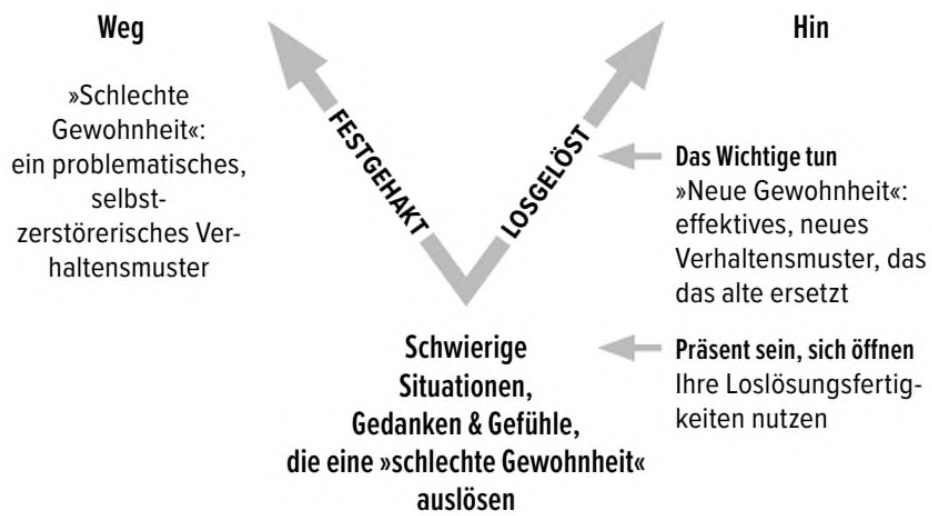 Weg
»Schlechte
Gewohnheit«:
ein problematisches,
selbst-
zerstörerisches Ver-
haltensmuster
FESTGEHAKT
LOSGELÖST
Hin
Das Wichtige tun
»Neue Gewohnheit«:
effektives, neues
Verhaltensmuster, das
das alte ersetzt
Schwierige
Situationen,
Gedanken & Gefühle,
die eine »schlechte Gewohnheit«
auslösen
Präsent sein, sich öffnen
Ihre Loslösungsfertig-
keiten nutzen